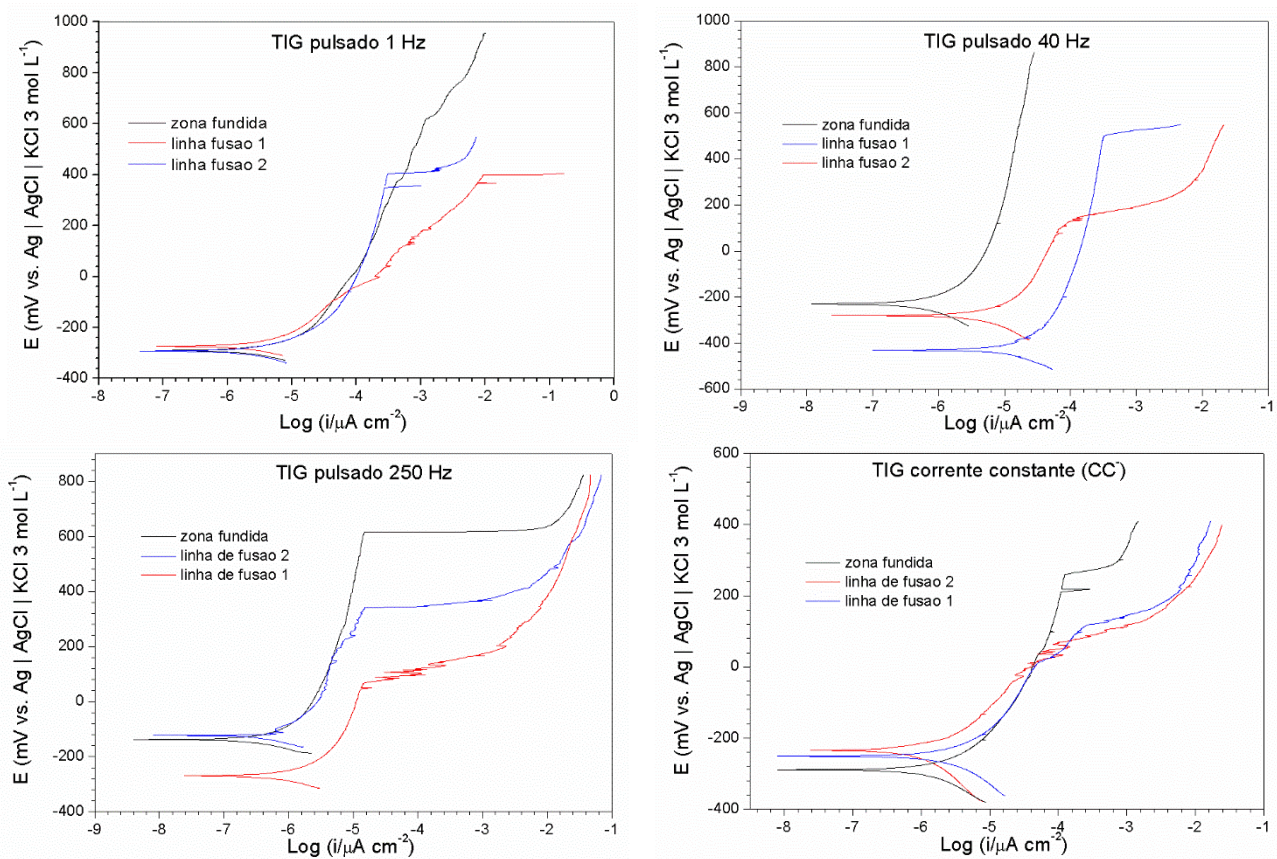 TIG pulsado 1 Hz
E (mV vs. Ag | AgCl | KCl 3 mol L⁻¹)
1000
800
600
400
200
0
-200
-400
zona fundida
linha fusao 1
linha fusao 2
-8 -7 -6 -5 -4 -3 -2 -1 0
Log (i/μA cm⁻²)
TIG pulsado 40 Hz
E (mV vs. Ag | AgCl | KCl 3 mol L⁻¹)
1000
800
600
400
200
0
-200
-400
-600
zona fundida
linha fusao 1
linha fusao 2
-9 -8 -7 -6 -5 -4 -3 -2 -1
Log (i/μA cm⁻²)
TIG pulsado 250 Hz
E (mV vs. Ag | AgCl | KCl 3 mol L⁻¹)
800
600
400
200
0
-200
-400
zona fundida
linha de fusao 2
linha de fusao 1
-9 -8 -7 -6 -5 -4 -3 -2 -1
Log (i/μA cm⁻²)
TIG corrente constante (CC⁻)
E (mV vs. Ag | AgCl | KCl 3 mol L⁻¹)
600
400
200
0
-200
-400
zona fundida
linha de fusao 2
linha de fusao 1
-8 -7 -6 -5 -4 -3 -2 -1
Log (i/μA cm⁻²)